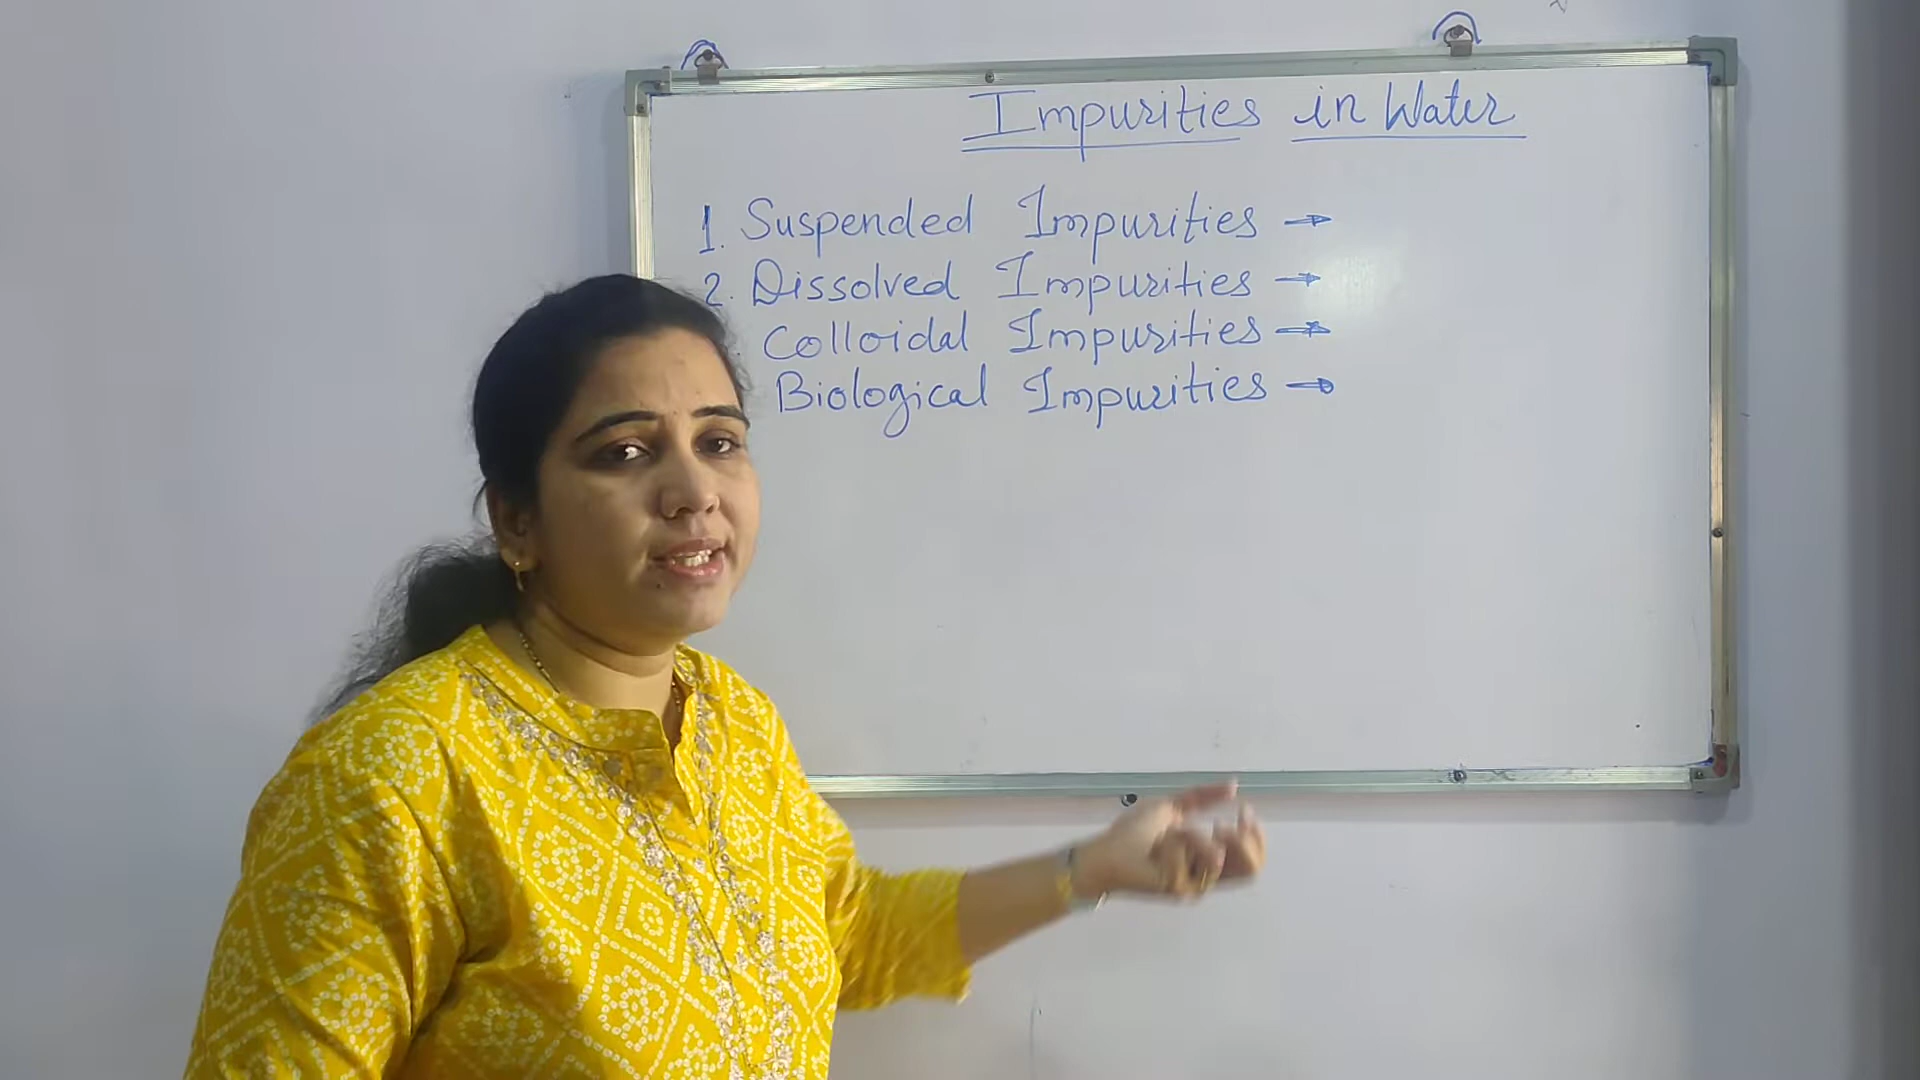 Impurities in Water
1. Suspended Impurities →
2. Dissolved Impurities →
Colloidal Impurities →
Biological Impurities →